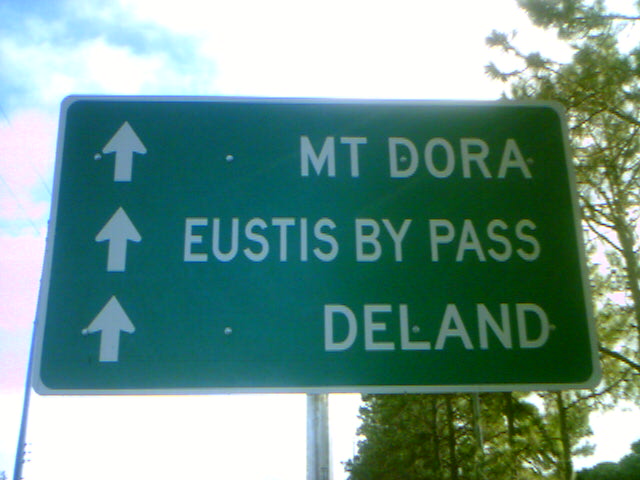 MT DORA
EUSTIS BY PASS
DELAND